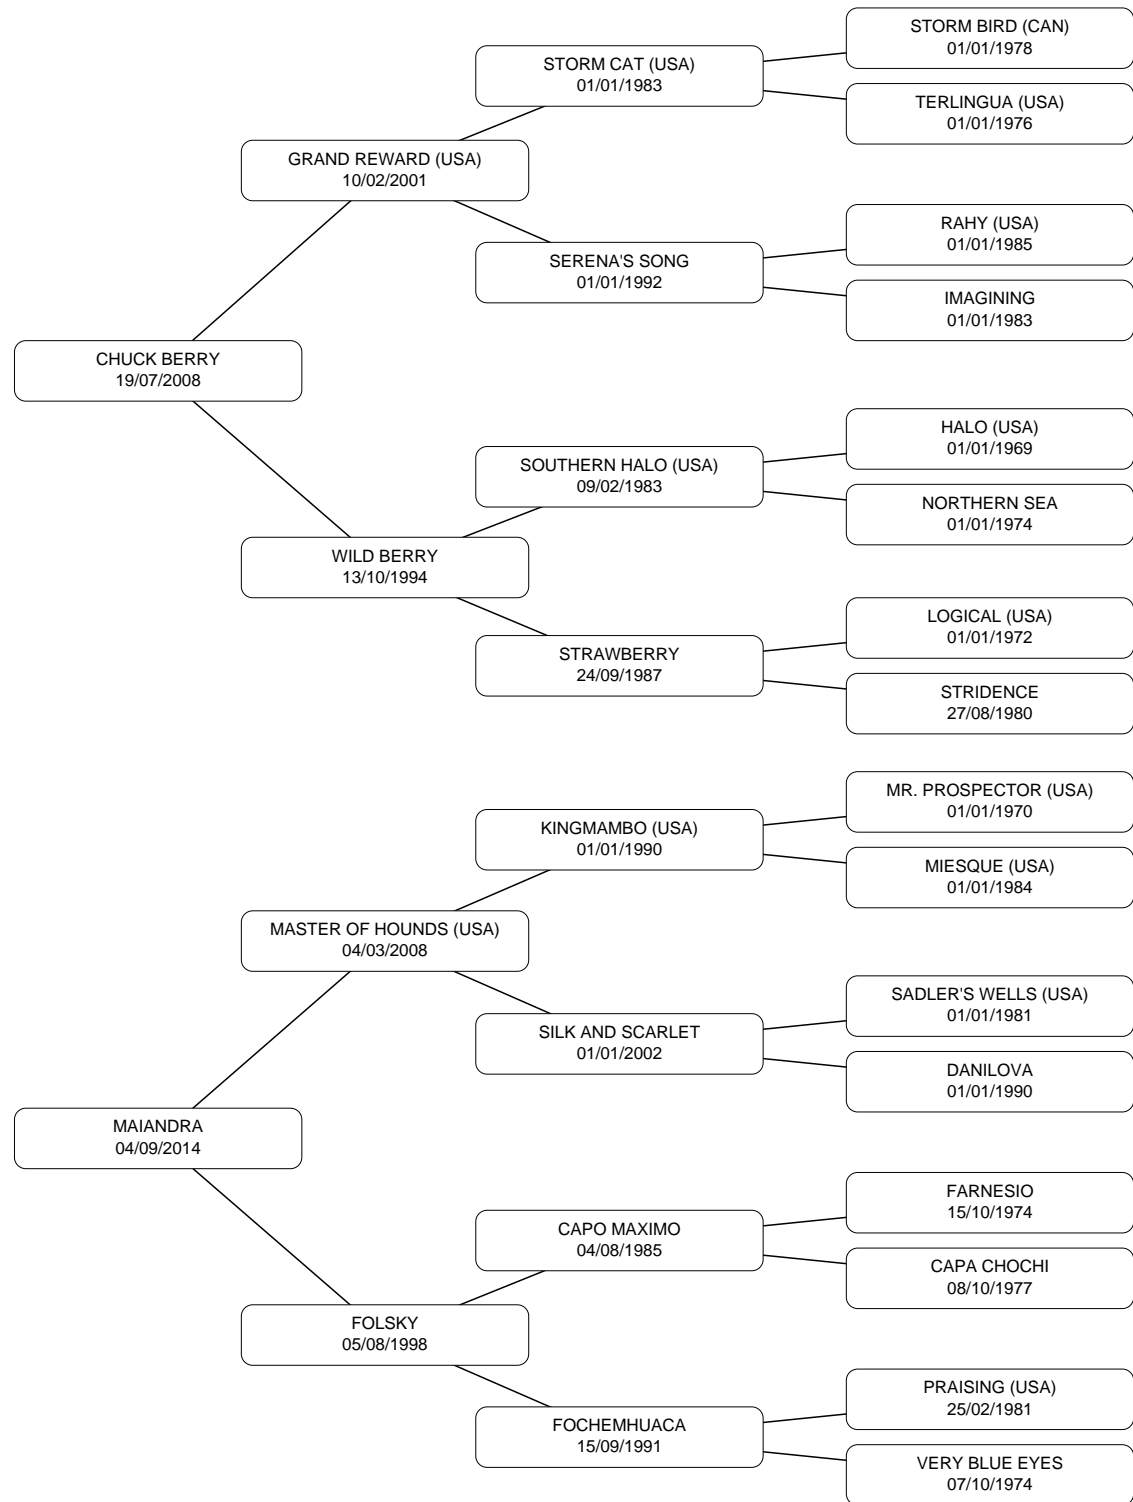 STORM BIRD (CAN)
01/01/1978
STORM CAT (USA)
01/01/1983
TERLINGUA (USA)
01/01/1976
GRAND REWARD (USA)
10/02/2001
RAHY (USA)
01/01/1985
SERENA'S SONG
01/01/1992
IMAGINING
01/01/1983
CHUCK BERRY
19/07/2008
HALO (USA)
01/01/1969
SOUTHERN HALO (USA)
09/02/1983
NORTHERN SEA
01/01/1974
WILD BERRY
13/10/1994
LOGICAL (USA)
01/01/1972
STRAWBERRY
24/09/1987
STRIDENCE
27/08/1980
MR. PROSPECTOR (USA)
01/01/1970
KINGMAMBO (USA)
01/01/1990
MIESQUE (USA)
01/01/1984
MASTER OF HOUNDS (USA)
04/03/2008
SADLER'S WELLS (USA)
01/01/1981
SILK AND SCARLET
01/01/2002
DANILOVA
01/01/1990
MAIANDRA
04/09/2014
FARNESIO
15/10/1974
CAPO MAXIMO
04/08/1985
CAPA CHOCHI
08/10/1977
FOLSKY
05/08/1998
PRAISING (USA)
25/02/1981
FOCHEMHUACA
15/09/1991
VERY BLUE EYES
07/10/1974